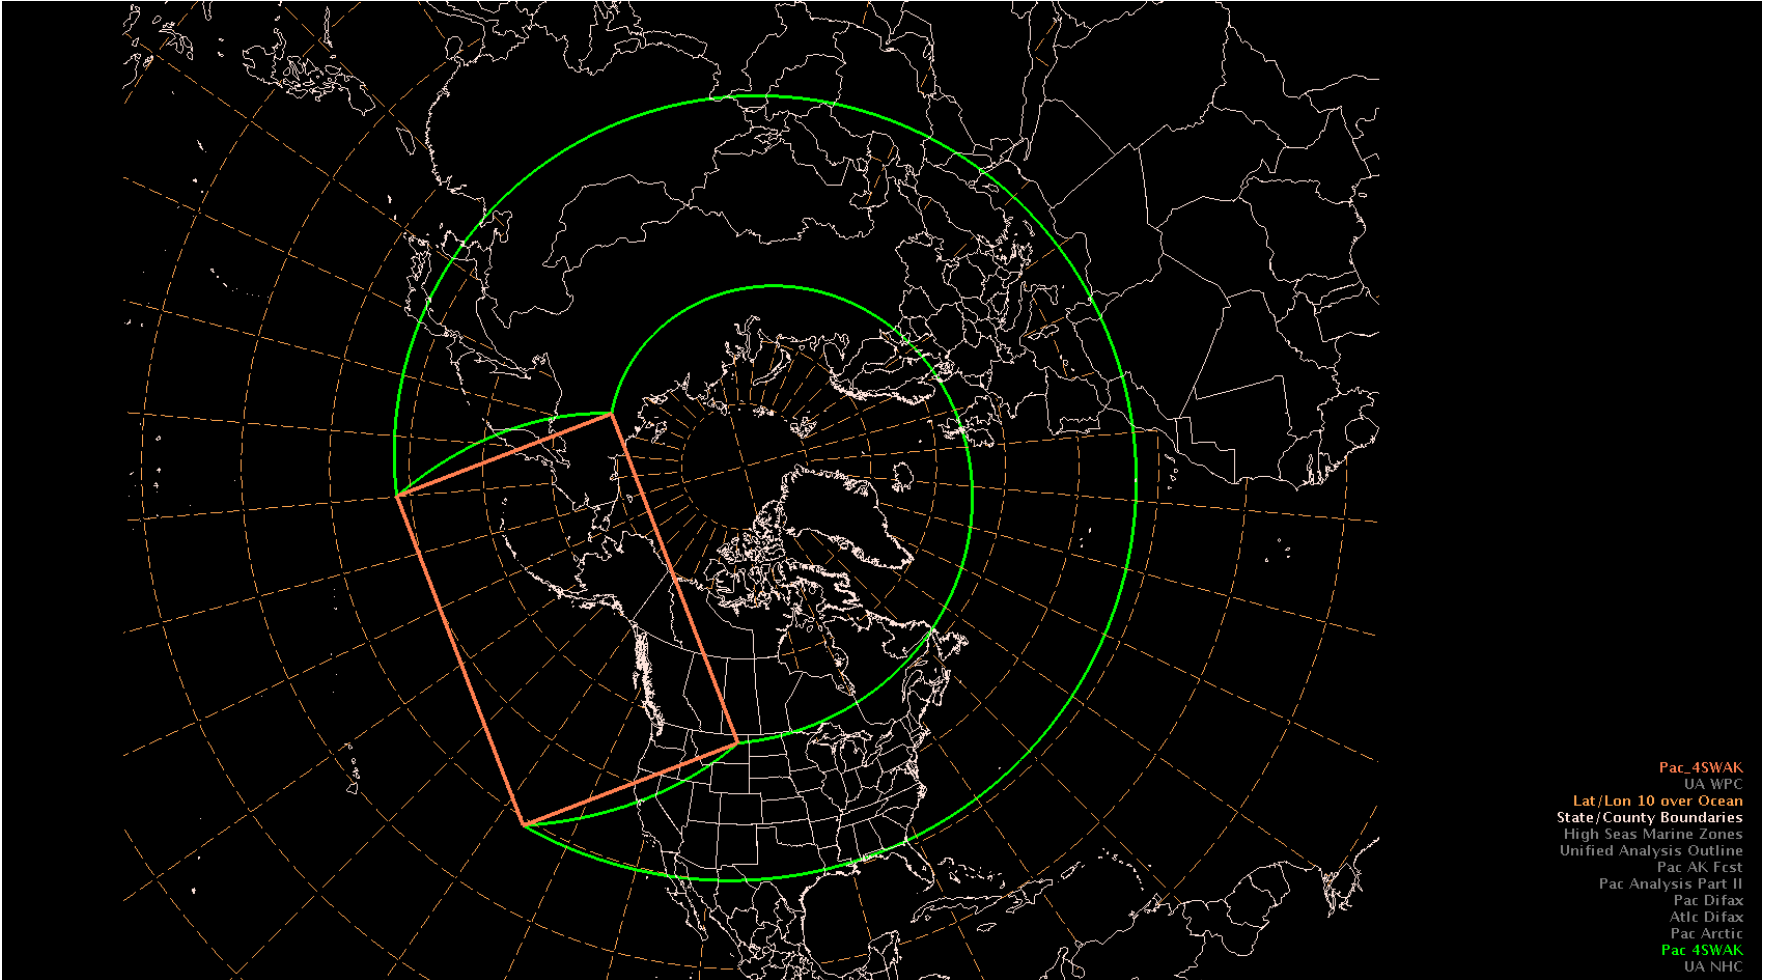 Pac_4SWAK
UA WPC
Lat/Lon 10 over Ocean
State/County Boundaries
High Seas Marine Zones
Unified Analysis Outline
Pac AK Fcst
Pac Analysis Part II
Pac Difax
Atlc Difax
Pac Arctic
Pac 4SWAK
UA NHC